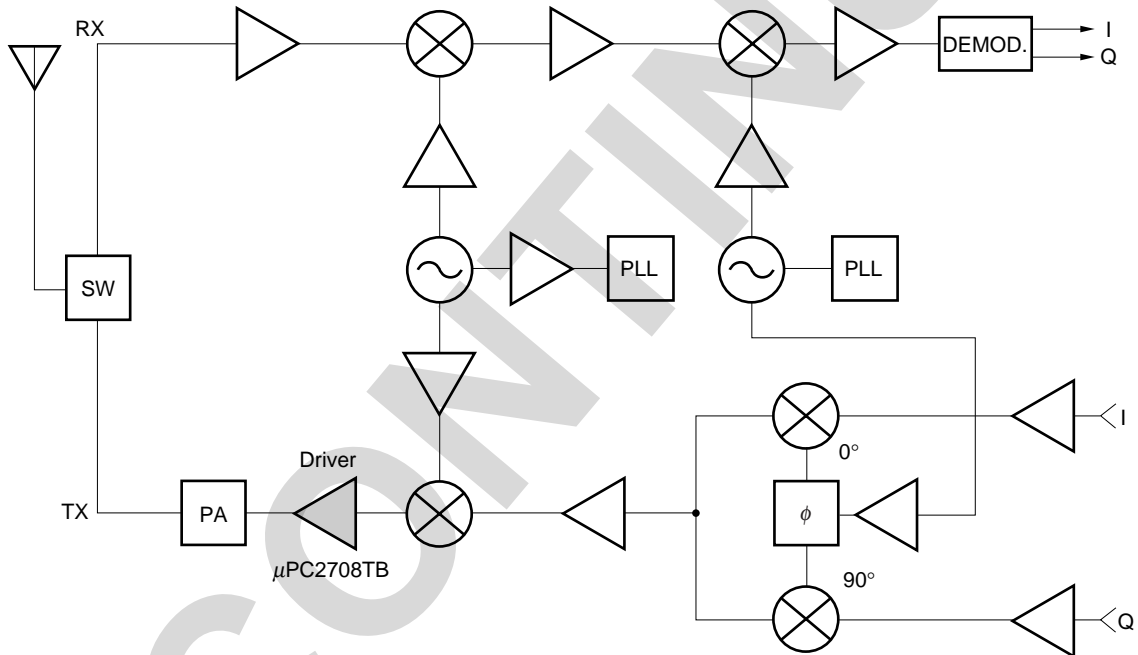 RX
I
DEMOD.
Q
SW
PLL
PLL
I
0°
Driver
TX
PA
ϕ
µPC2708TB
90°
Q